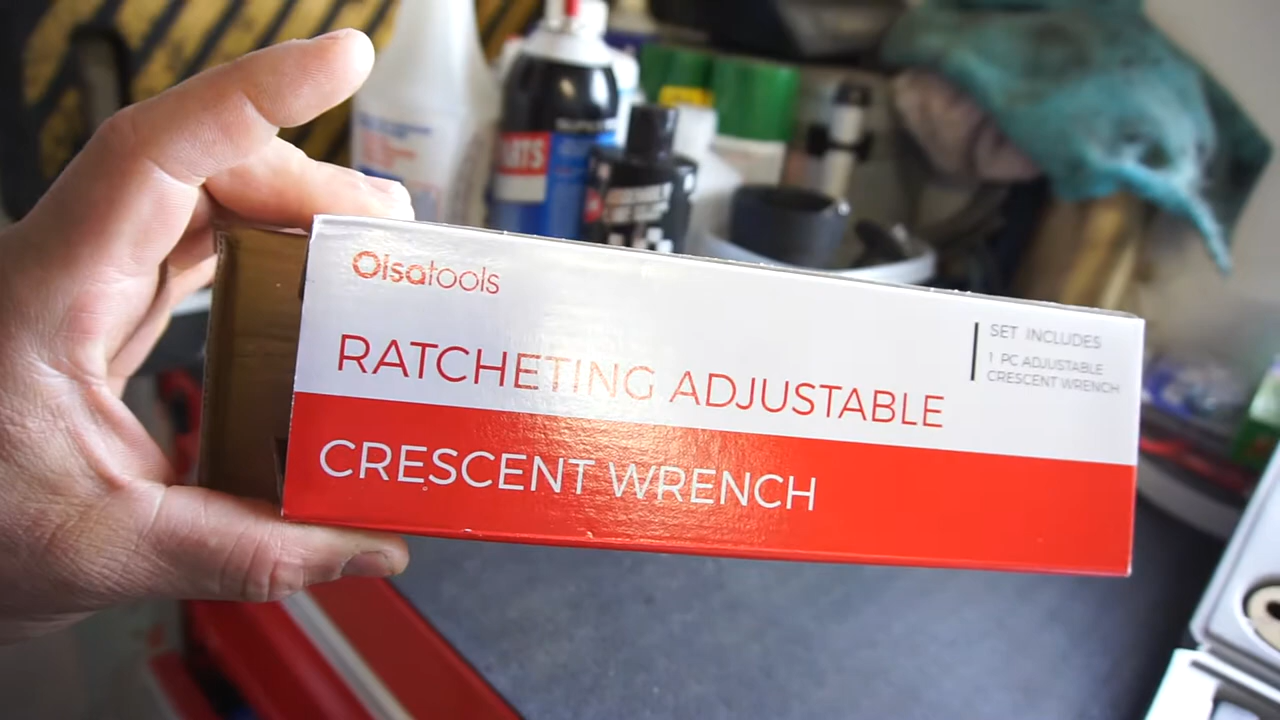 Olsatools
RATCHETING ADJUSTABLE
CRESCENT WRENCH
SET INCLUDES
1 PC ADJUSTABLE
CRESCENT WRENCH